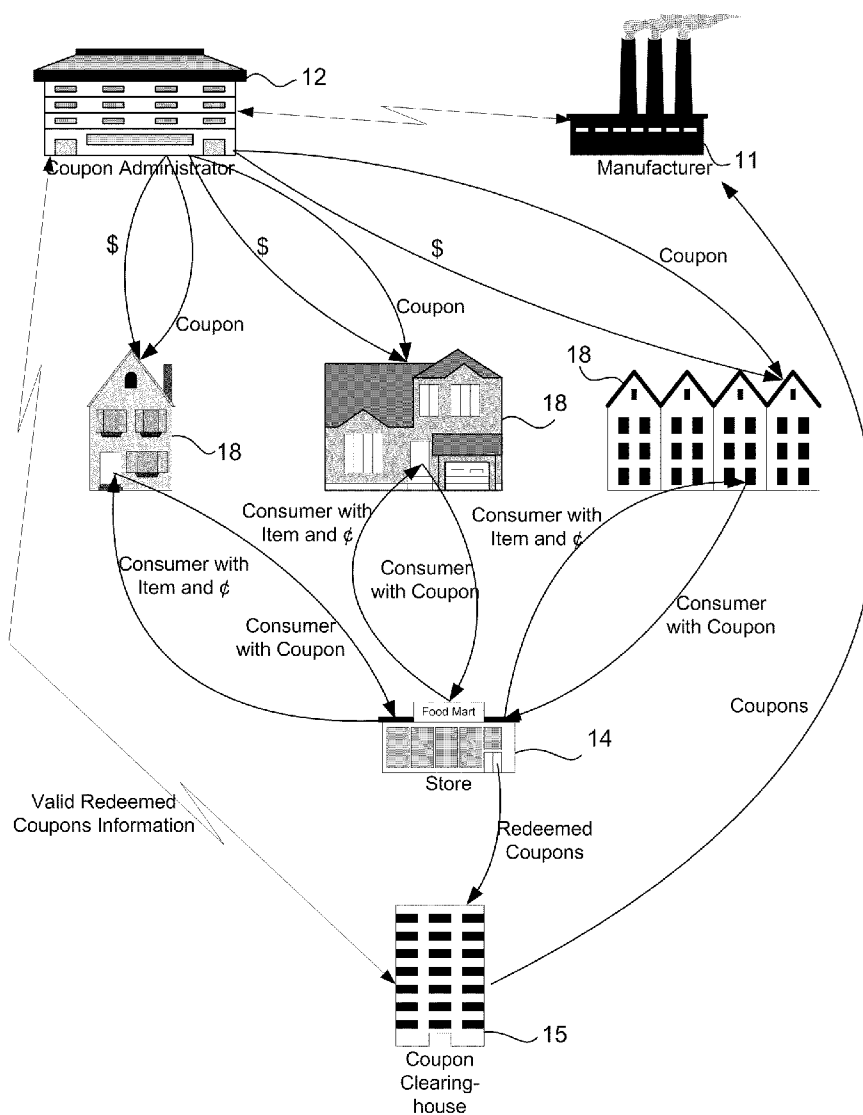 12
11
Coupon Administrator
Manufacturer
$
$
$
Coupon
Coupon
Coupon
18
18
18
Consumer with
Item and ¢
Consumer with
Item and ¢
Consumer with
Item and ¢
Consumer
with Coupon
Consumer
with Coupon
Consumer
with Coupon
Food Mart
Coupons
14
Store
Valid Redeemed
Coupons Information
Redeemed
Coupons
15
Coupon
Clearing-
house